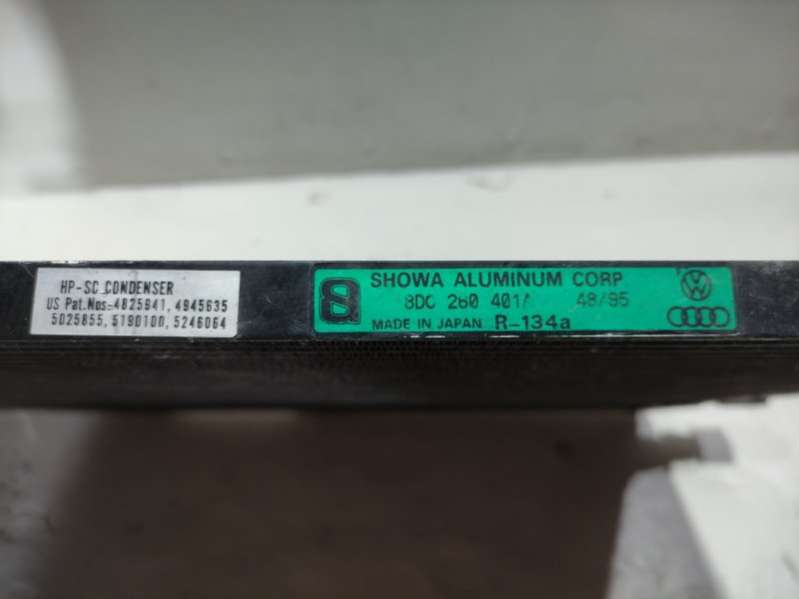 HP-SC CONDENSER
US Pat.Nos-4825941, 4945635
5025855, 5190100, 5246064
SHOWA ALUMINUM CORP
8D0 260 401A 48/95
MADE IN JAPAN R-134a